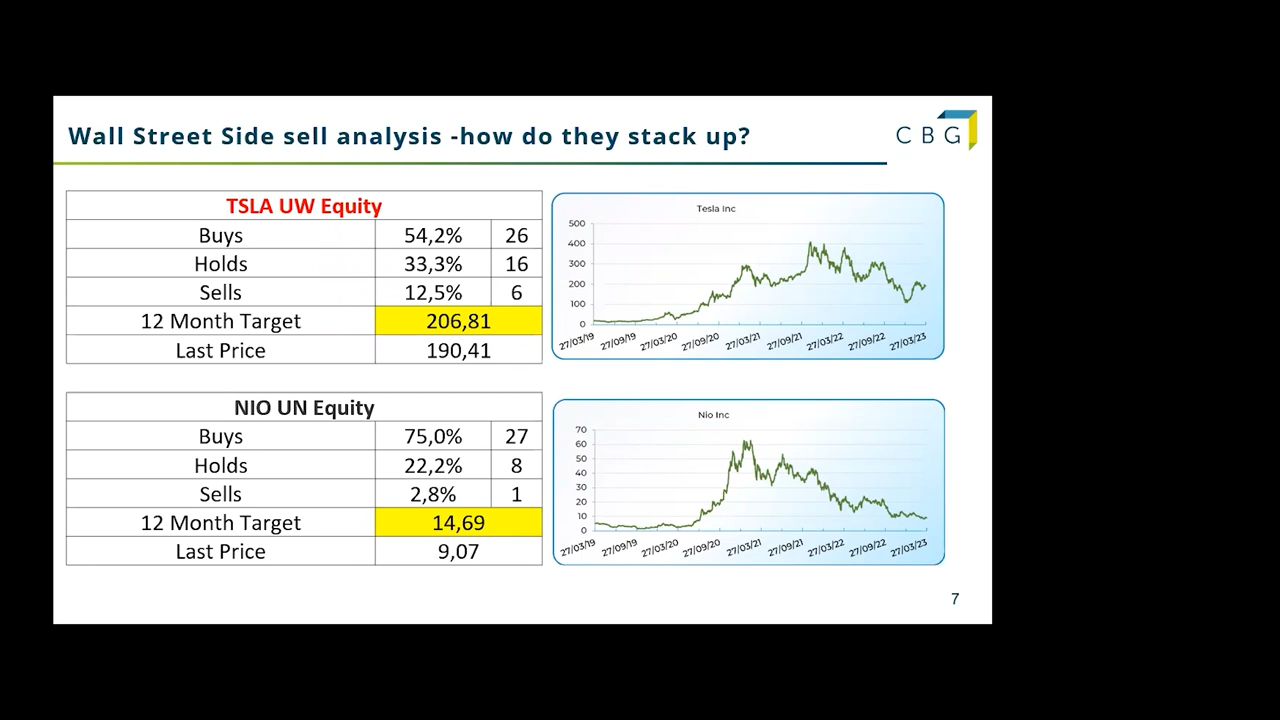 Wall Street Side sell analysis -how do they stack up?
CBG
TSLA UW Equity
Buys 54,2% 26
Holds 33,3% 16
Sells 12,5% 6
12 Month Target 206,81
Last Price 190,41
Tesla Inc
500
400
300
200
100
0
27/03/19 27/09/19 27/03/20 27/09/20 27/03/21 27/09/21 27/03/22 27/09/22 27/03/23
NIO UN Equity
Buys 75,0% 27
Holds 22,2% 8
Sells 2,8% 1
12 Month Target 14,69
Last Price 9,07
Nio Inc
70
60
50
40
30
20
10
0
27/03/19 27/09/19 27/03/20 27/09/20 27/03/21 27/09/21 27/03/22 27/09/22 27/03/23
7